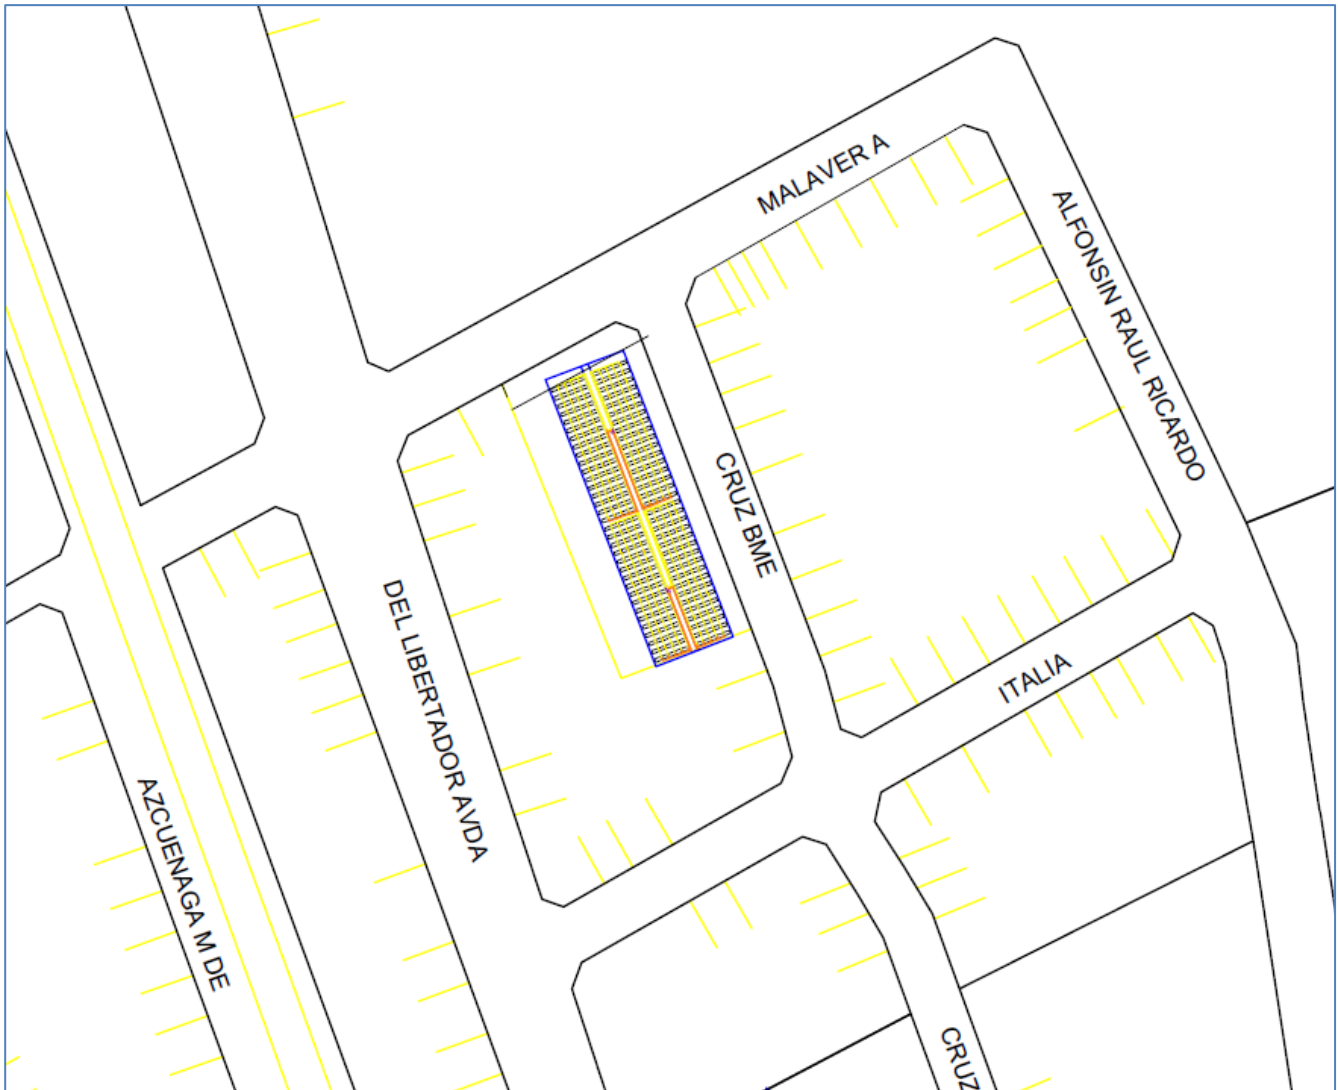 MALAVER A
ALFONSIN RAUL RICARDO
CRUZ BME
DEL LIBERTADOR AVDA
ITALIA
AZCUENAGA M DE
CRUZ